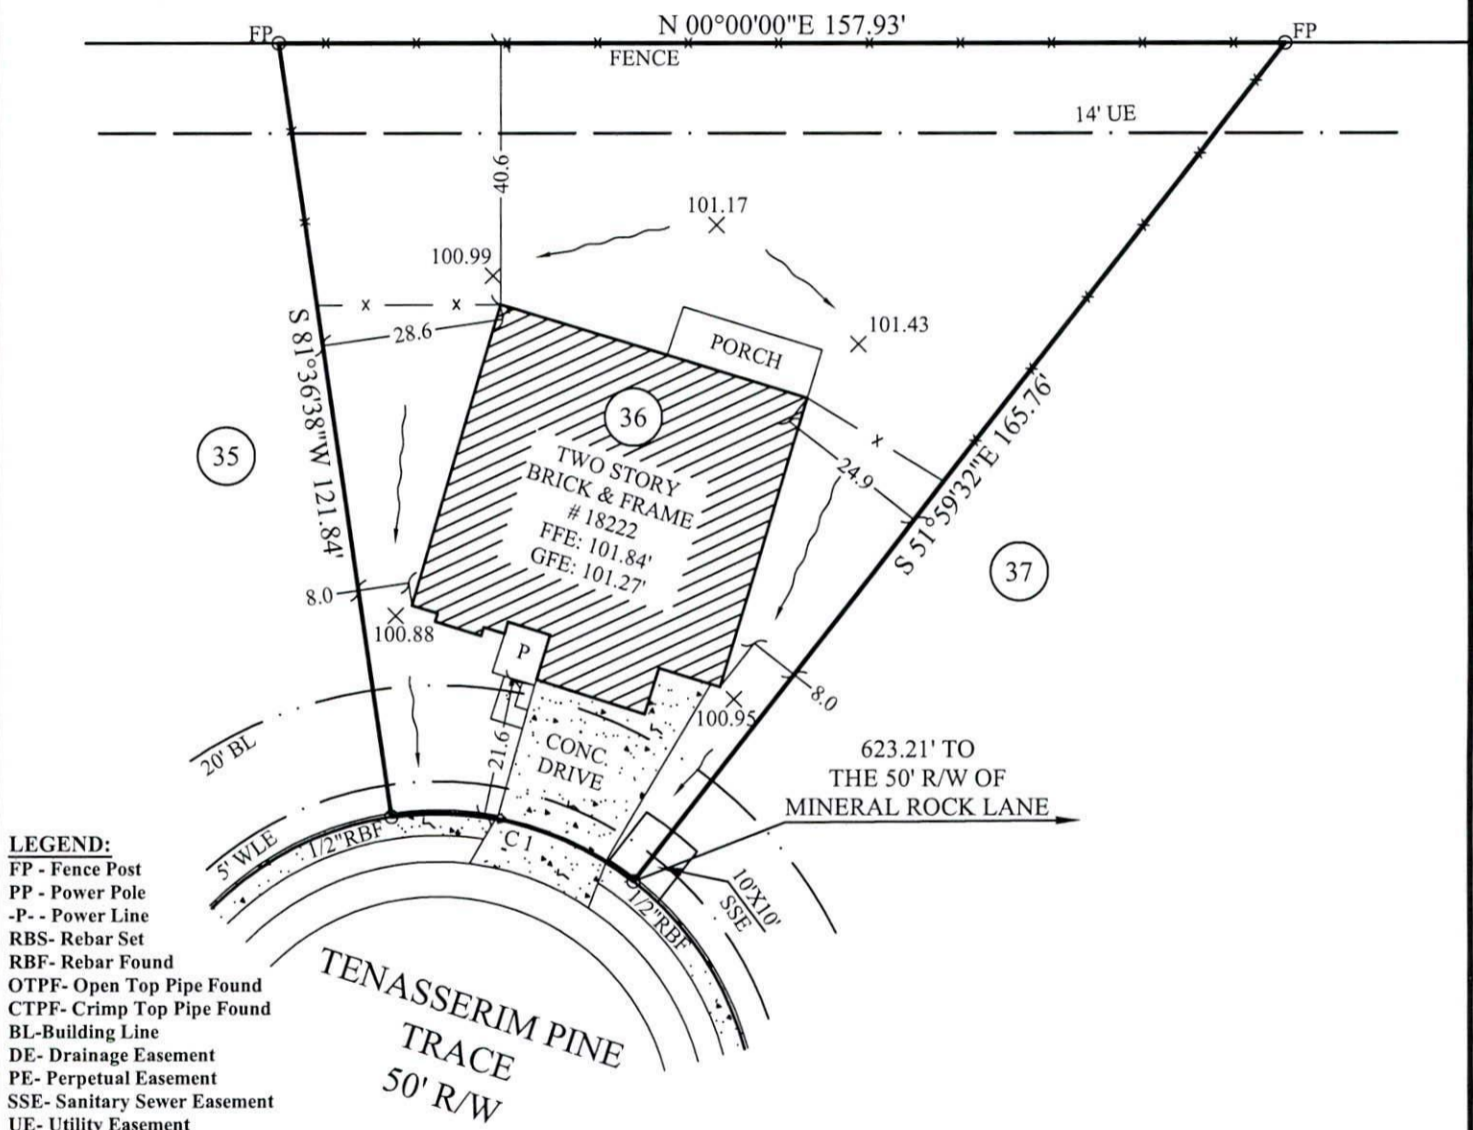 N 00°00'00"E 157.93'
FP
FP
FENCE
14' UE
40.6
101.17
100.99
101.43
28.6
PORCH
S 81°36'38"W 121.84'
36
35
TWO STORY
BRICK & FRAME
# 18222
FFE: 101.84'
GFE: 101.27'
24.9
S 51°59'32"E 165.76'
37
8.0
100.88
P
8.0
100.95
20' BL
21.6
CONC.
DRIVE
623.21' TO
THE 50' R/W OF
MINERAL ROCK LANE
5' WLE
1/2"RBF
C 1
10'X10'
SSE
1/2"RBF
TENASSERIM PINE
TRACE
50' R/W
LEGEND:
FP - Fence Post
PP - Power Pole
-P- - Power Line
RBS- Rebar Set
RBF- Rebar Found
OTPF- Open Top Pipe Found
CTPF- Crimp Top Pipe Found
BL-Building Line
DE- Drainage Easement
PE- Perpetual Easement
SSE- Sanitary Sewer Easement
UE- Utility Easement